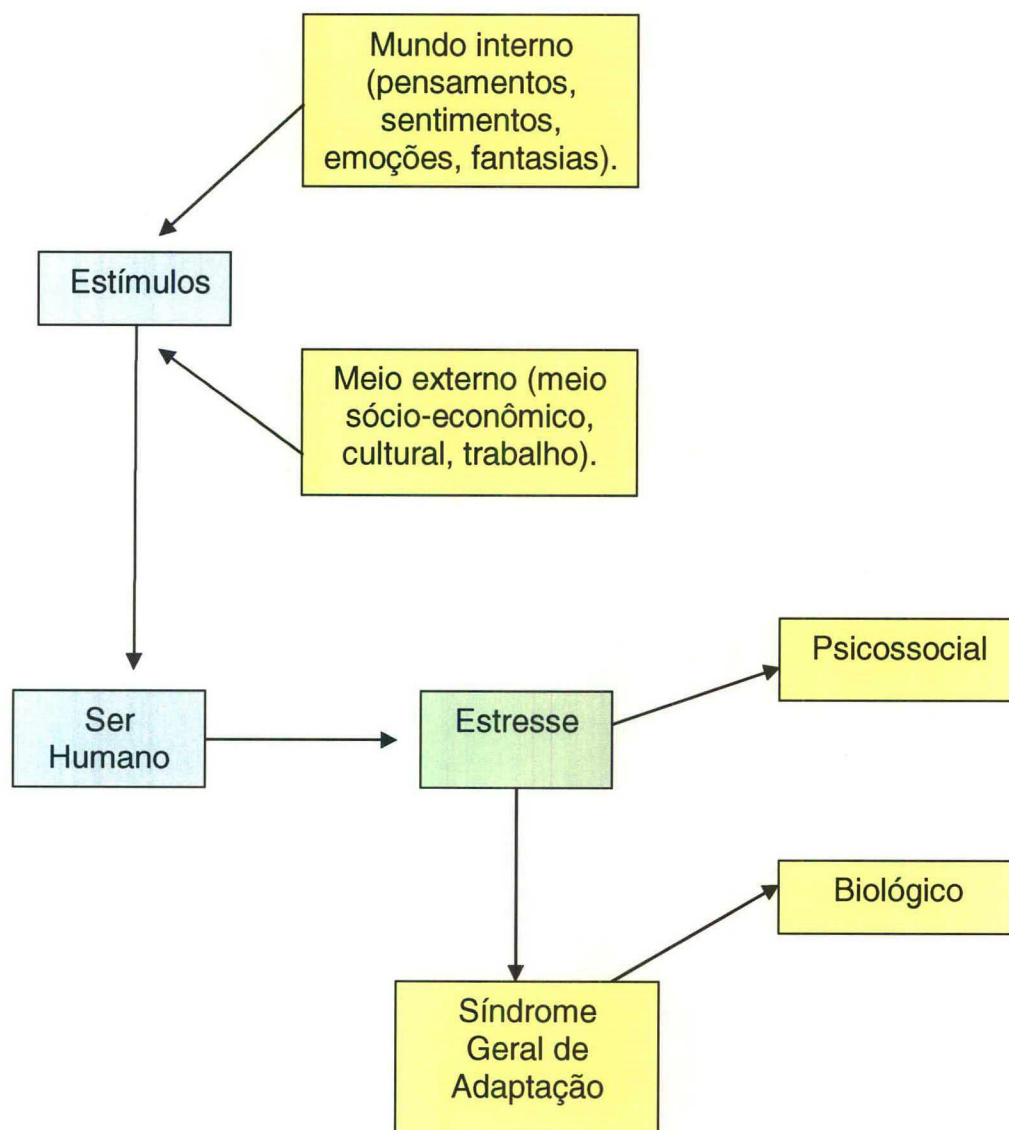 Mundo interno
(pensamentos,
sentimentos,
emoções, fantasias).
Estímulos
Meio externo (meio
sócio-econômico,
cultural, trabalho).
Psicossocial
Ser
Humano
Estresse
Biológico
Síndrome
Geral de
Adaptação